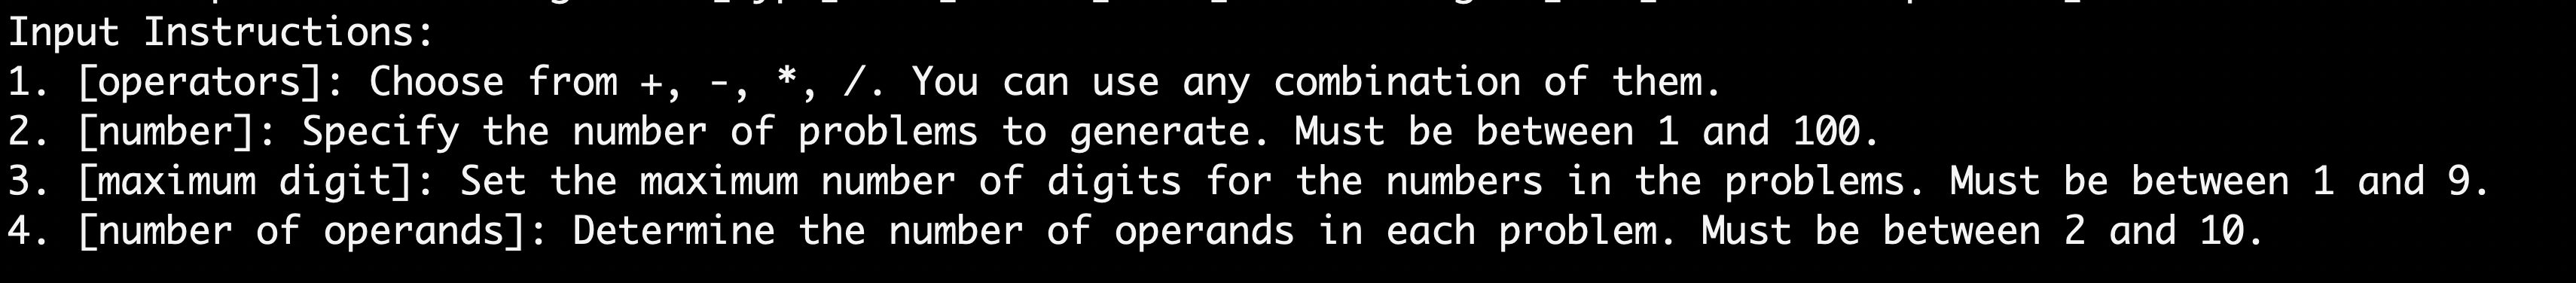 Input Instructions:
1. [operators]: Choose from +, -, *, /. You can use any combination of them.
2. [number]: Specify the number of problems to generate. Must be between 1 and 100.
3. [maximum digit]: Set the maximum number of digits for the numbers in the problems. Must be between 1 and 9.
4. [number of operands]: Determine the number of operands in each problem. Must be between 2 and 10.